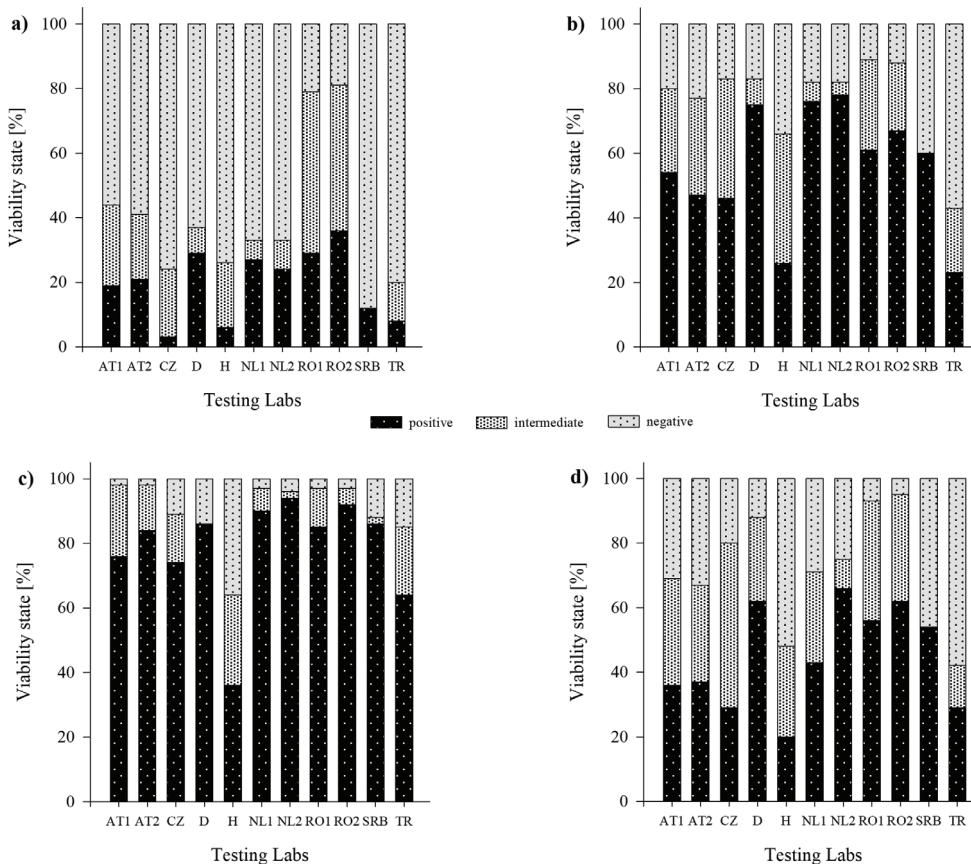 a)
100
80
60
40
20
0
Viability state [%]
AT1 AT2 CZ D H NL1 NL2 RO1 RO2 SRB TR
Testing Labs
b)
100
80
60
40
20
0
Viability state [%]
AT1 AT2 CZ D H NL1 NL2 RO1 RO2 SRB TR
Testing Labs
positive intermediate negative
c)
100
80
60
40
20
0
Viability state [%]
AT1 AT2 CZ D H NL1 NL2 RO1 RO2 SRB TR
Testing Labs
d)
100
80
60
40
20
0
Viability state [%]
AT1 AT2 CZ D H NL1 NL2 RO1 RO2 SRB TR
Testing Labs